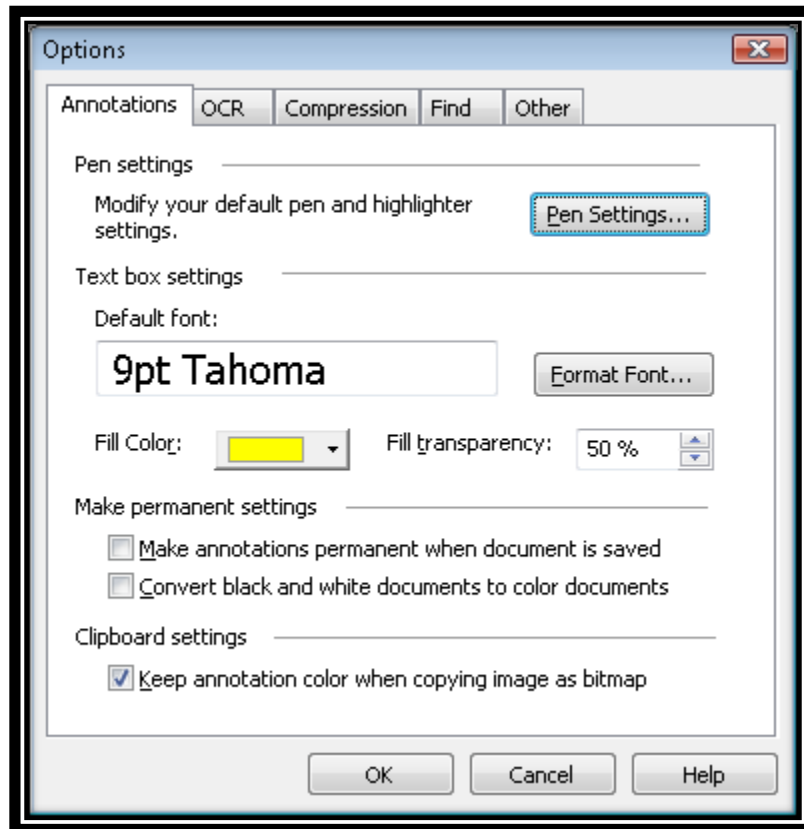 Options
Annotations OCR Compression Find Other
Pen settings
Modify your default pen and highlighter
settings.
Pen Settings...
Text box settings
Default font:
9pt Tahoma
Format Font...
Fill Color:
Fill transparency:
50 %
Make permanent settings
Make annotations permanent when document is saved
Convert black and white documents to color documents
Clipboard settings
Keep annotation color when copying image as bitmap
OK Cancel Help